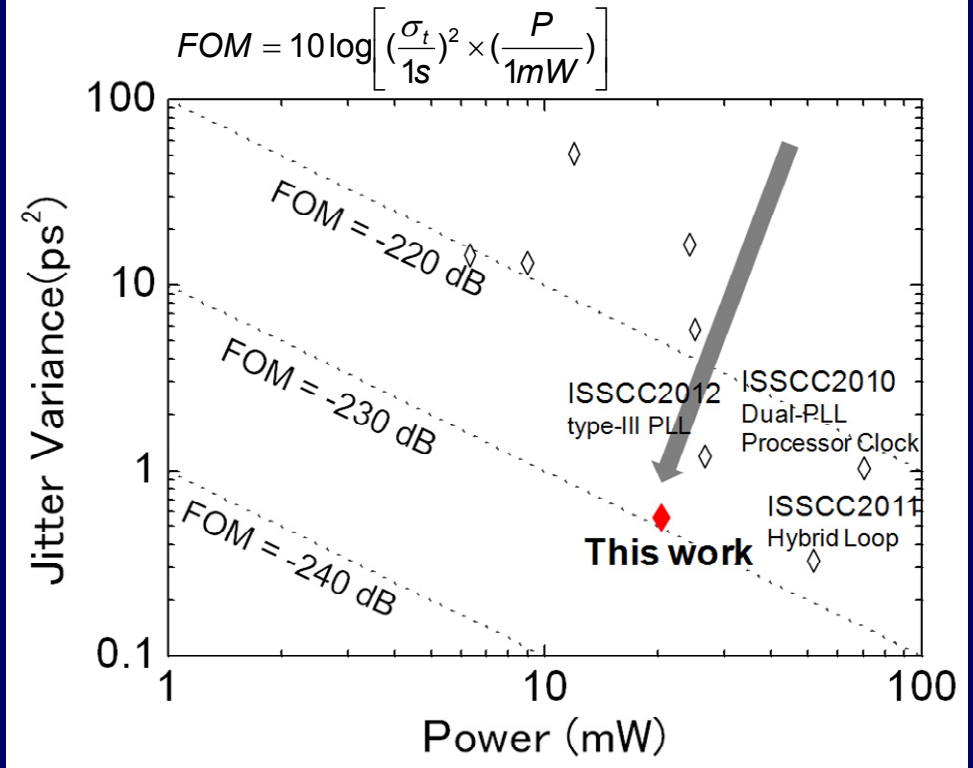 FOM = 10 log[(σt/1s)² × (P/1mW)]
100
10
1
0.1
Jitter Variance(ps²)
FOM = -220 dB
FOM = -230 dB
FOM = -240 dB
ISSCC2012
type-III PLL
ISSCC2010
Dual-PLL
Processor Clock
ISSCC2011
Hybrid Loop
This work
1
10
100
Power (mW)